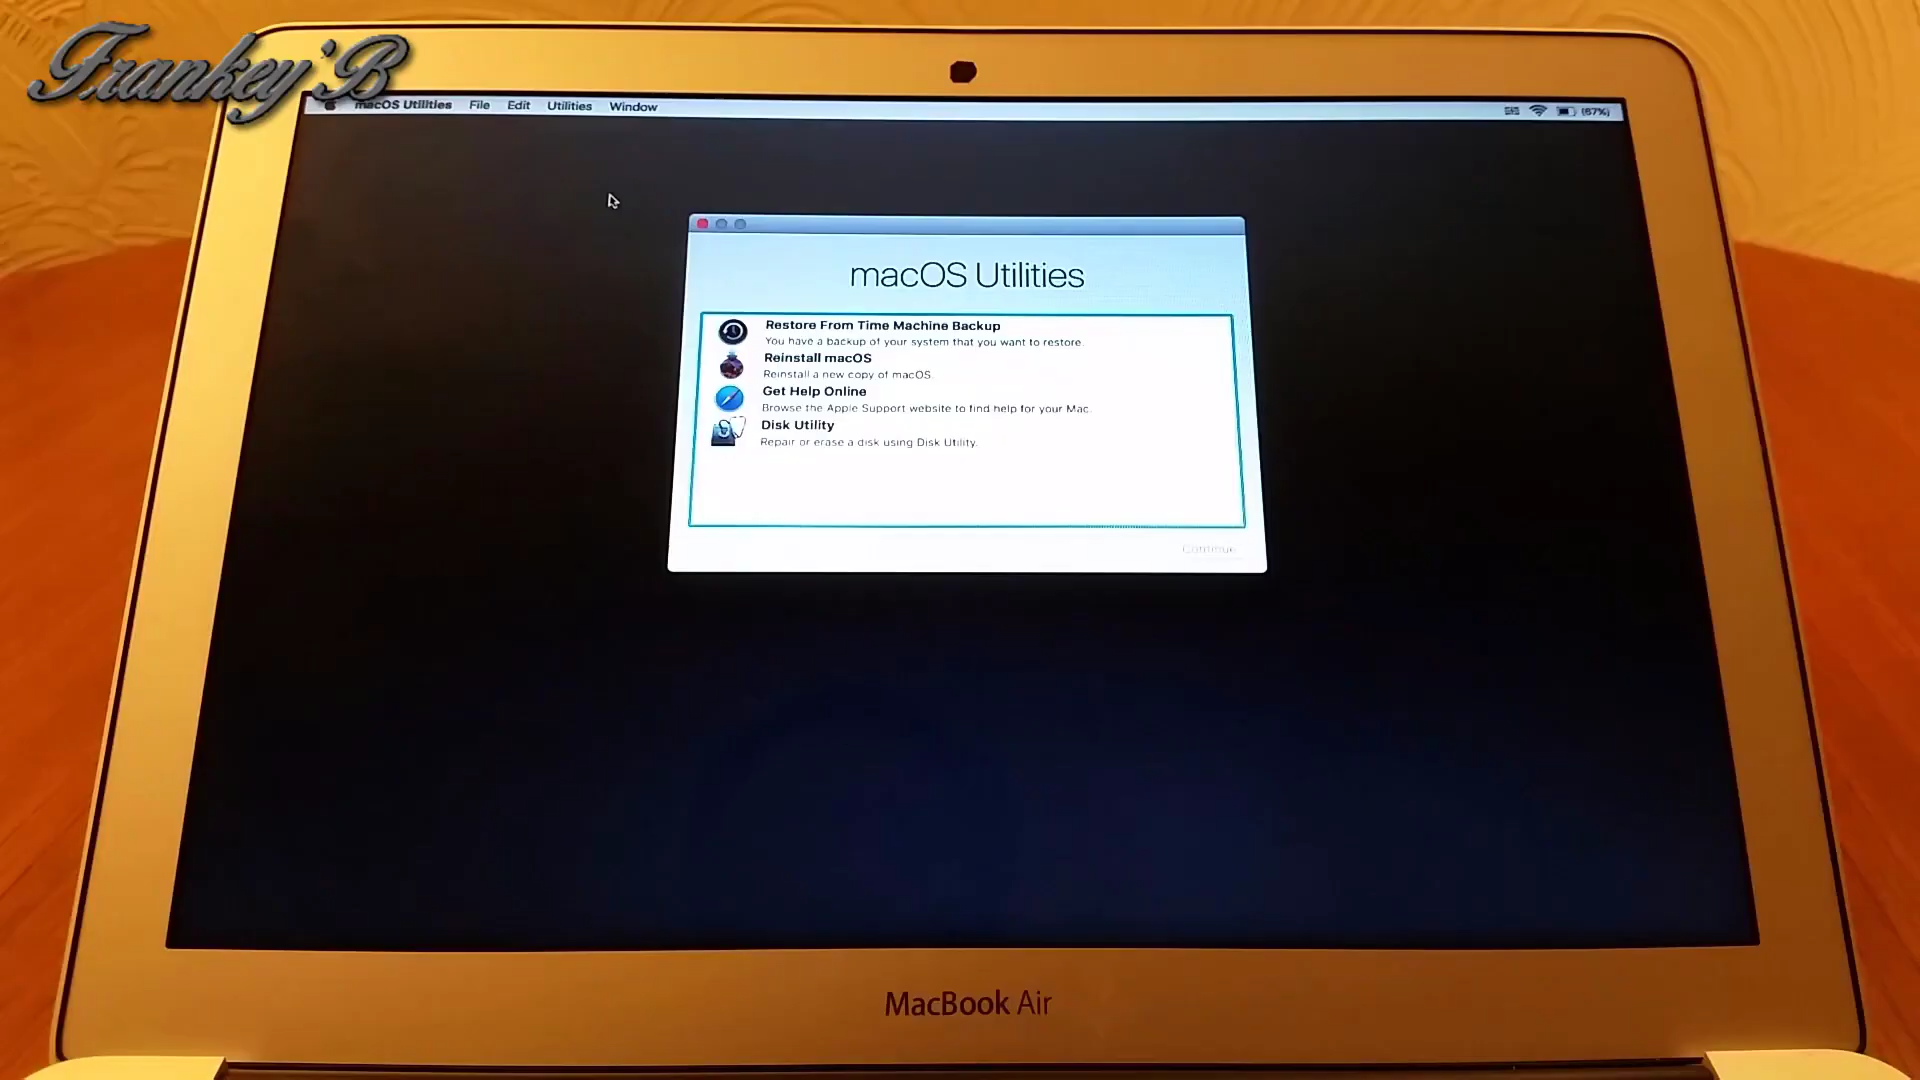 Frankey'B
macOS Utilities File Edit Utilities Window (67%)
macOS Utilities
Restore From Time Machine Backup
You have a backup of your system that you want to restore.
Reinstall macOS
Reinstall a new copy of macOS.
Get Help Online
Browse the Apple Support website to find help for your Mac.
Disk Utility
Repair or erase a disk using Disk Utility.
Continue
MacBook Air